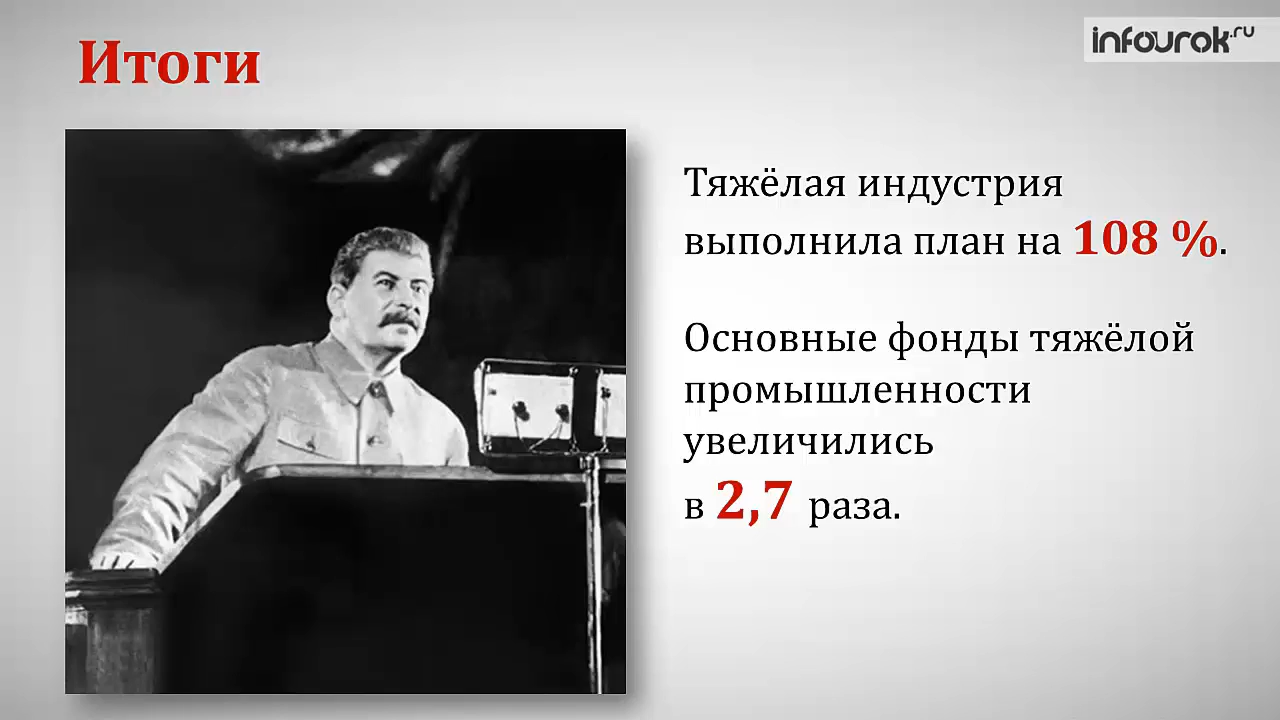 Итоги
infourok.ru
Тяжёлая индустрия
выполнила план на 108 %.
Основные фонды тяжёлой
промышленности
увеличились
в 2,7 раза.